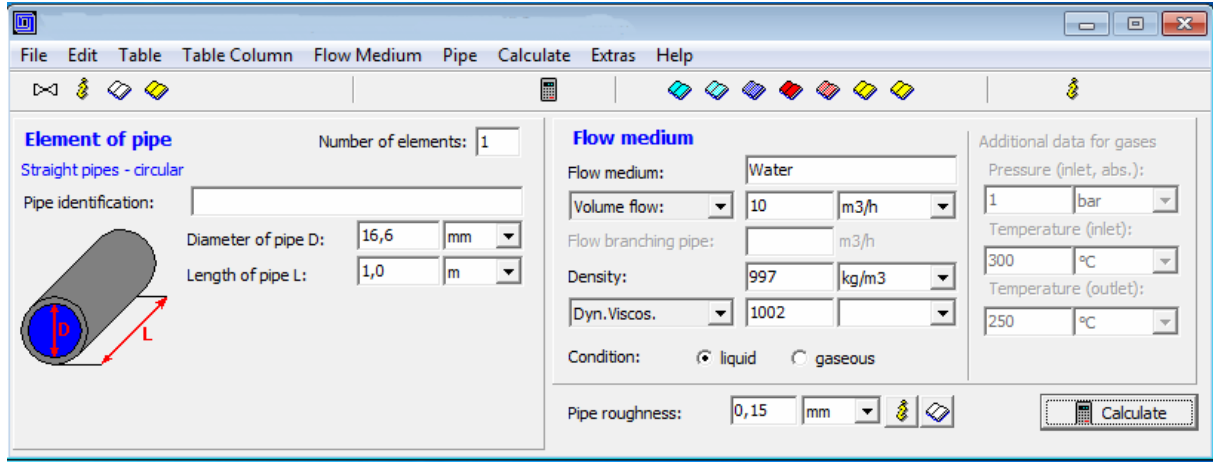 File Edit Table Table Column Flow Medium Pipe Calculate Extras Help
Element of pipe
Number of elements: 1
Straight pipes - circular
Pipe identification:
Diameter of pipe D: 16,6 mm
Length of pipe L: 1,0 m
D
L
Flow medium
Flow medium: Water
Volume flow: 10 m3/h
Flow branching pipe: m3/h
Density: 997 kg/m3
Dyn.Viscos. 1002
Condition: liquid gaseous
Additional data for gases
Pressure (inlet, abs.):
1 bar
Temperature (inlet):
300 °C
Temperature (outlet):
250 °C
Pipe roughness: 0,15 mm
Calculate